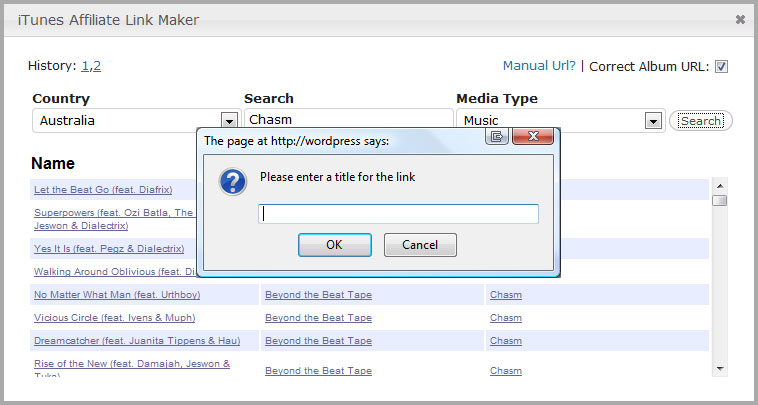 iTunes Affiliate Link Maker
History: 1,2
Manual Url? | Correct Album URL:
Country Search Media Type
Australia Chasm Music Search
The page at http://wordpress says:
Please enter a title for the link
OK Cancel
Name
Let the Beat Go (feat. Diafrix)
Superpowers (feat. Ozi Batla, The
Jeswon & Dialectrix)
Yes It Is (feat. Pegz & Dialectrix)
Walking Around Oblivious (feat.
No Matter What Man (feat. Urthboy) Beyond the Beat Tape Chasm
Vicious Circle (feat. Ivens & Muph) Beyond the Beat Tape Chasm
Dreamcatcher (feat. Juanita Tippens & Hau) Beyond the Beat Tape Chasm
Rise of the New (feat. Damajah, Jeswon & Beyond the Beat Tape Chasm